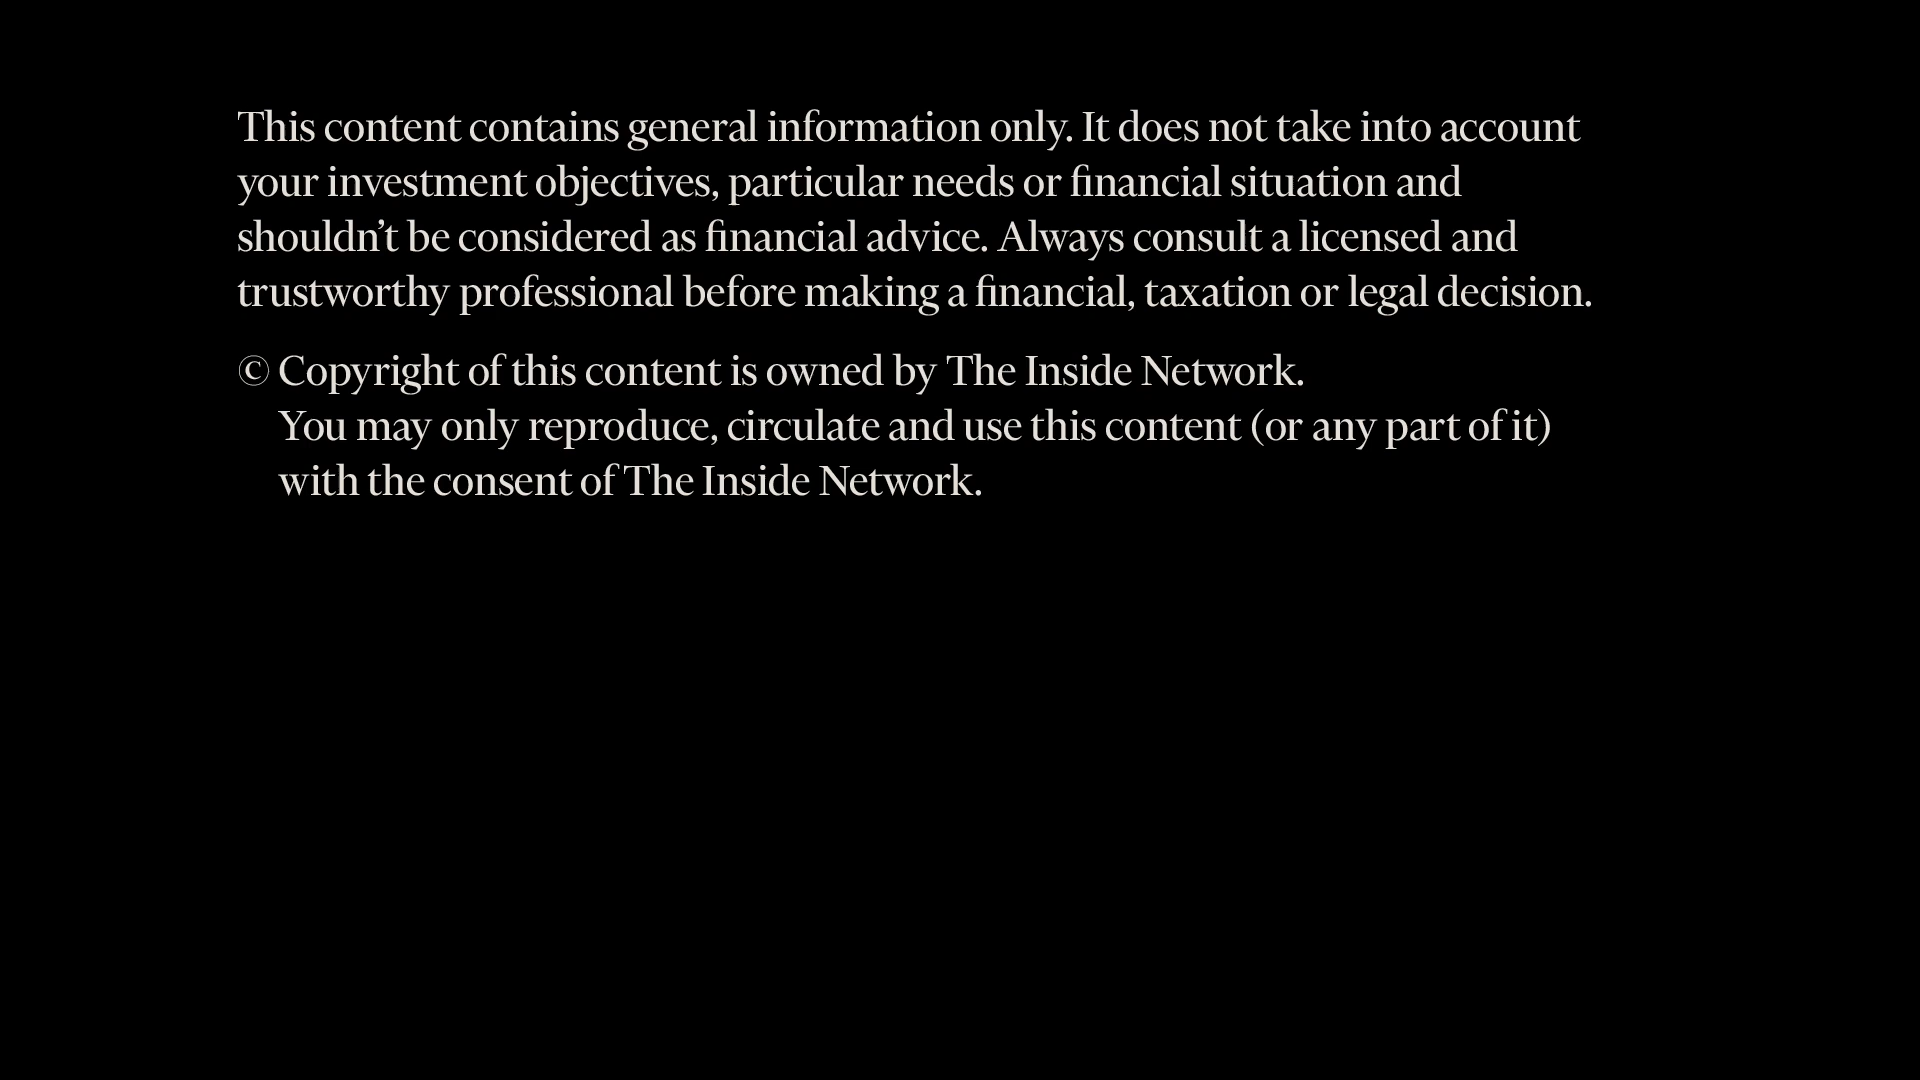 This content contains general information only. It does not take into account
your investment objectives, particular needs or financial situation and
shouldn’t be considered as financial advice. Always consult a licensed and
trustworthy professional before making a financial, taxation or legal decision.
© Copyright of this content is owned by The Inside Network.
You may only reproduce, circulate and use this content (or any part of it)
with the consent of The Inside Network.